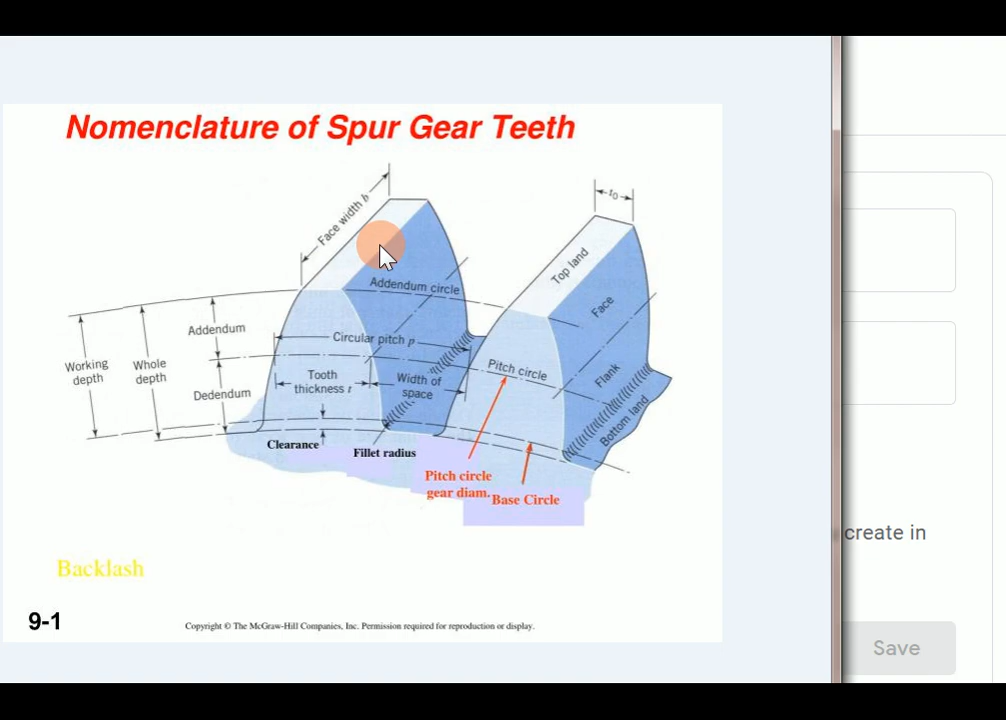 Nomenclature of Spur Gear Teeth
Face width b
t₀
Top land
Addendum circle
Face
Addendum
Circular pitch p
Working
depth
Whole
depth
Pitch circle
Tooth
thickness t
Width of
space
Flank
Dedendum
Bottom land
Clearance
Fillet radius
Pitch circle
gear diam.
Base Circle
create in
Backlash
9-1
Copyright © The McGraw-Hill Companies, Inc. Permission required for reproduction or display.
Save